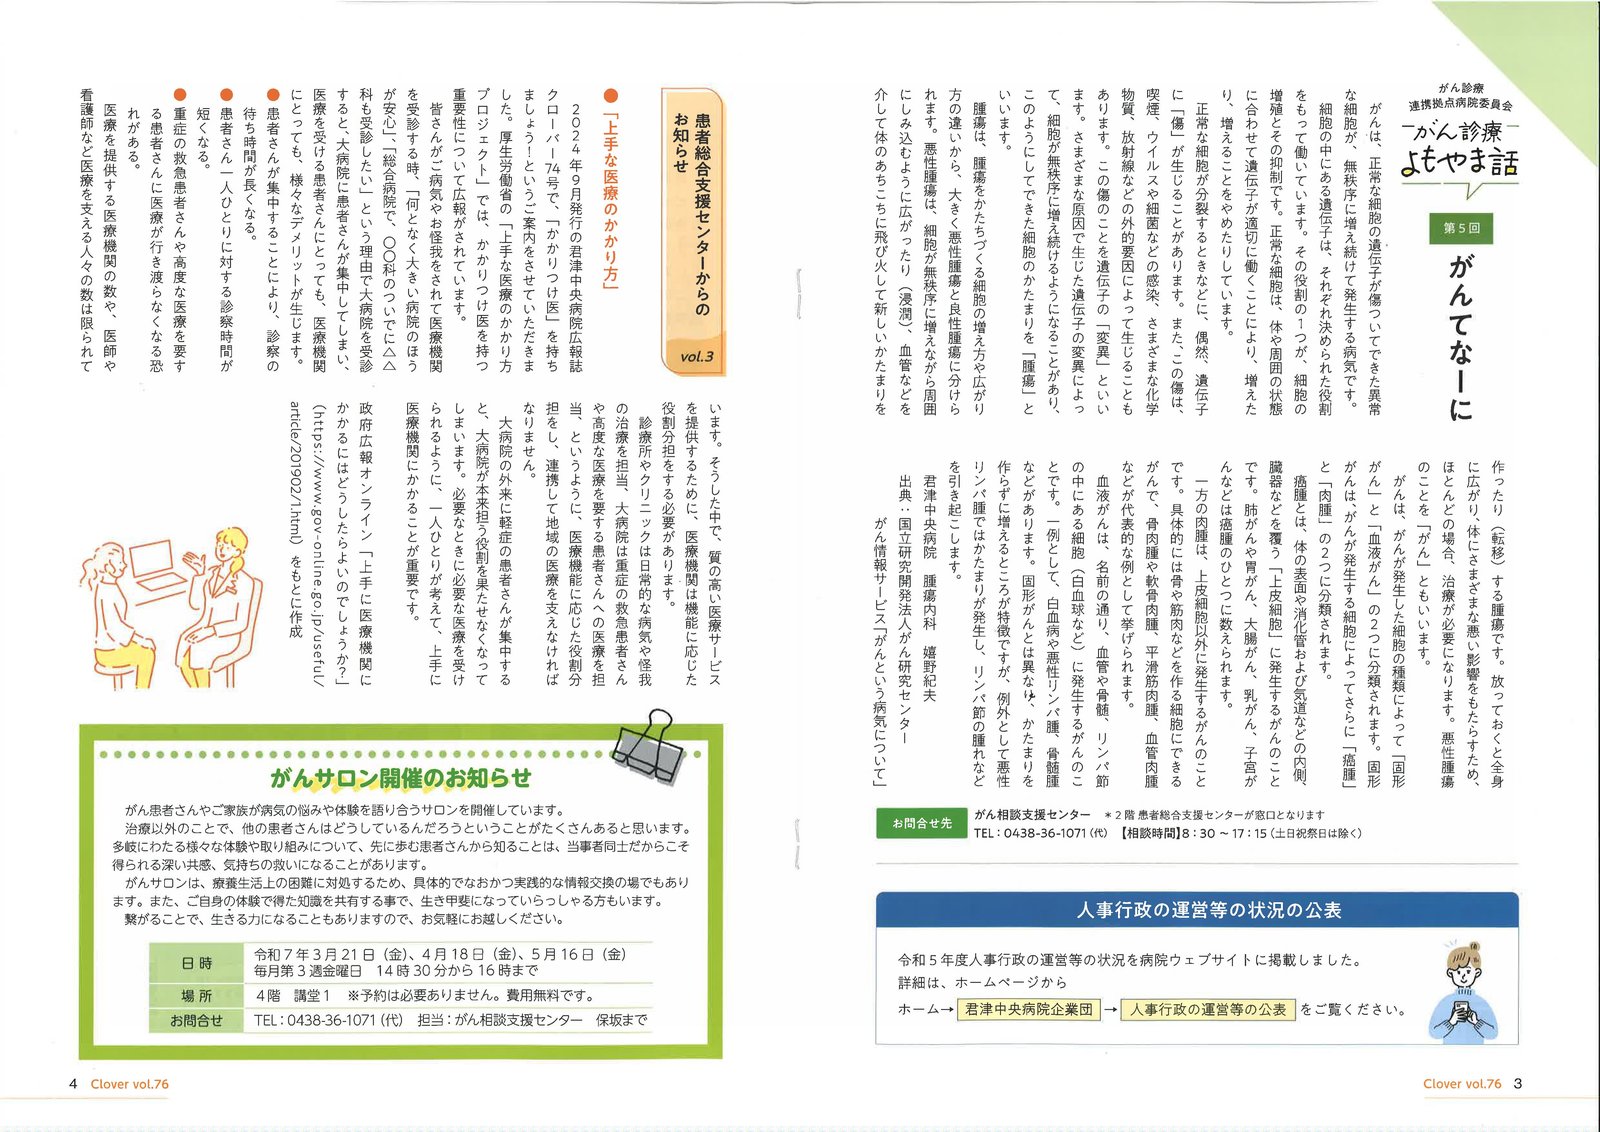 がん診療
連携拠点病院委員会
がん診療
よもやま話
第5回
がんてなーに
がんは、正常な細胞の遺伝子が傷ついてできた異常
な細胞が、無秩序に増え続けて発生する病気です。
細胞の中にある遺伝子は、それぞれ決められた役割
をもって働いています。その役割の1つが、細胞の
増殖とその抑制です。正常な細胞は、体や周囲の状態
に合わせて遺伝子が適切に働くことにより、増えた
り、増えることをやめたりしています。
正常な細胞が分裂するときなどに、偶然、遺伝子
に「傷」が生じることがあります。また、この傷は、
喫煙、ウイルスや細菌などの感染、さまざまな化学
物質、放射線などの外的要因によって生じることも
あります。この傷のことを遺伝子の「変異」といい
ます。さまざまな原因で生じた遺伝子の変異によっ
て、細胞が無秩序に増え続けるようになることがあり、
このようにしてできた細胞のかたまりを「腫瘍」と
いいます。
腫瘍は、腫瘍をかたちづくる細胞の増え方や広がり
方の違いから、大きく悪性腫瘍と良性腫瘍に分けら
れます。悪性腫瘍は、細胞が無秩序に増えながら周囲
にしみ込むように広がったり（浸潤）、血管などを
介して体のあちこちに飛び火して新しいかたまりを
作ったり（転移）する腫瘍です。放っておくと全身
に広がり、体にさまざまな悪い影響をもたらすため、
ほとんどの場合、治療が必要になります。悪性腫瘍
のことを「がん」ともいいます。
がんは、がんが発生した細胞の種類によって「固形
がん」と「血液がん」の2つに分類されます。固形
がんは、がんが発生する細胞によってさらに「癌腫」
と「肉腫」の2つに分類されます。
癌腫とは、体の表面や消化管および気道などの内側、
臓器などを覆う「上皮細胞」に発生するがんのこと
です。肺がんや胃がん、大腸がん、乳がん、子宮が
んなどは癌腫のひとつに数えられます。
一方の肉腫は、上皮細胞以外に発生するがんのこと
です。具体的には骨や筋肉などを作る細胞にできる
がんで、骨肉腫や軟骨肉腫、平滑筋肉腫、血管肉腫
などが代表的な例として挙げられます。
血液がんは、名前の通り、血管や骨髄、リンパ節
の中にある細胞（白血球など）に発生するがんのこ
とです。一例として、白血病や悪性リンパ腫、骨髄腫
などがあります。固形がんとは異なり、かたまりを
作らずに増えるところが特徴ですが、例外として悪性
リンパ腫ではかたまりが発生し、リンパ節の腫れなど
を引き起こします。
君津中央病院　腫瘍内科　嬉野紀夫
出典：国立研究開発法人がん研究センター
がん情報サービス「がんという病気について」
お問合せ先
がん相談支援センター　＊2階 患者総合支援センターが窓口となります
TEL：0438-36-1071（代）【相談時間】8：30 ～ 17：15（土日祝祭日は除く）
人事行政の運営等の状況の公表
令和5年度人事行政の運営等の状況を病院ウェブサイトに掲載しました。
詳細は、ホームページから
ホーム→ 君津中央病院企業団 → 人事行政の運営等の公表 をご覧ください。
Clover vol.76 3
患者総合支援センターからの
お知らせ
vol.3
●「上手な医療のかかり方」
2024年9月発行の君津中央病院広報誌
クローバー74号で、「かかりつけ医」を持ち
ましょう！というご案内をさせていただきま
した。厚生労働省の「上手な医療のかかり方
プロジェクト」では、かかりつけ医を持つ
重要性について広報がされています。
皆さんがご病気やお怪我をされて医療機関
を受診する時、「何となく大きい病院のほう
が安心」、「総合病院で、〇〇科のついでに△△
科も受診したい」という理由で大病院を受診
すると、大病院に患者さんが集中してしまい、
医療を受ける患者さんにとっても、医療機関
にとっても、様々なデメリットが生じます。
●患者さんが集中することにより、診察の
待ち時間が長くなる。
●患者さん一人ひとりに対する診察時間が
短くなる。
●重症の救急患者さんや高度な医療を要す
る患者さんに医療が行き渡らなくなる恐
れがある。
医療を提供する医療機関の数や、医師や
看護師など医療を支える人々の数は限られて
います。そうした中で、質の高い医療サービス
を提供するために、医療機関は機能に応じた
役割分担をする必要があります。
診療所やクリニックは日常的な病気や怪我
の治療を担当、大病院は重症の救急患者さん
や高度な医療を要する患者さんへの医療を担
当、というように、医療機能に応じた役割分
担をし、連携して地域の医療を支えなければ
なりません。
大病院の外来に軽症の患者さんが集中する
と、大病院が本来担う役割を果たせなくなって
しまいます。必要なときに必要な医療を受け
られるように、一人ひとりが考えて、上手に
医療機関にかかることが重要です。
政府広報オンライン「上手に医療機関に
かかるにはどうしたらよいのでしょうか？」
（https://www.gov-online.go.jp/useful/
article/201902/1.html）をもとに作成
がんサロン開催のお知らせ
がん患者さんやご家族が病気の悩みや体験を語り合うサロンを開催しています。
治療以外のことで、他の患者さんはどうしているんだろうということがたくさんあると思います。
多岐にわたる様々な体験や取り組みについて、先に歩む患者さんから知ることは、当事者同士だからこそ
得られる深い共感、気持ちの救いになることがあります。
がんサロンは、療養生活上の困難に対処するため、具体的でなおかつ実践的な情報交換の場でもあり
ます。また、ご自身の体験で得た知識を共有する事で、生き甲斐になっていらっしゃる方もいます。
繋がることで、生きる力になることもありますので、お気軽にお越しください。
日時
令和7年3月21日（金）、4月18日（金）、5月16日（金）
毎月第3週金曜日　14時30分から16時まで
場所
4階　講堂1　※予約は必要ありません。費用無料です。
お問合せ
TEL：0438-36-1071（代）　担当：がん相談支援センター　保坂まで
4 Clover vol.76